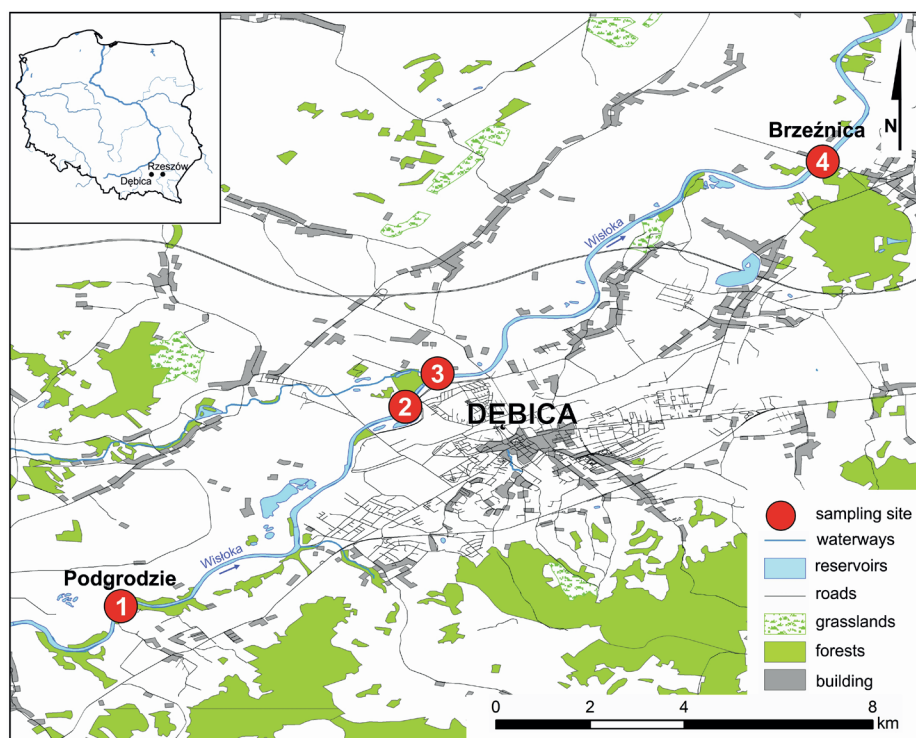 Rzeszów
Dębica
Brzeźnica
N
4
Wisłoka
3
2
DĘBICA
Wisłoka
Podgrodzie
1
sampling site
waterways
reservoirs
roads
grasslands
forests
building
0 2 4 8
km